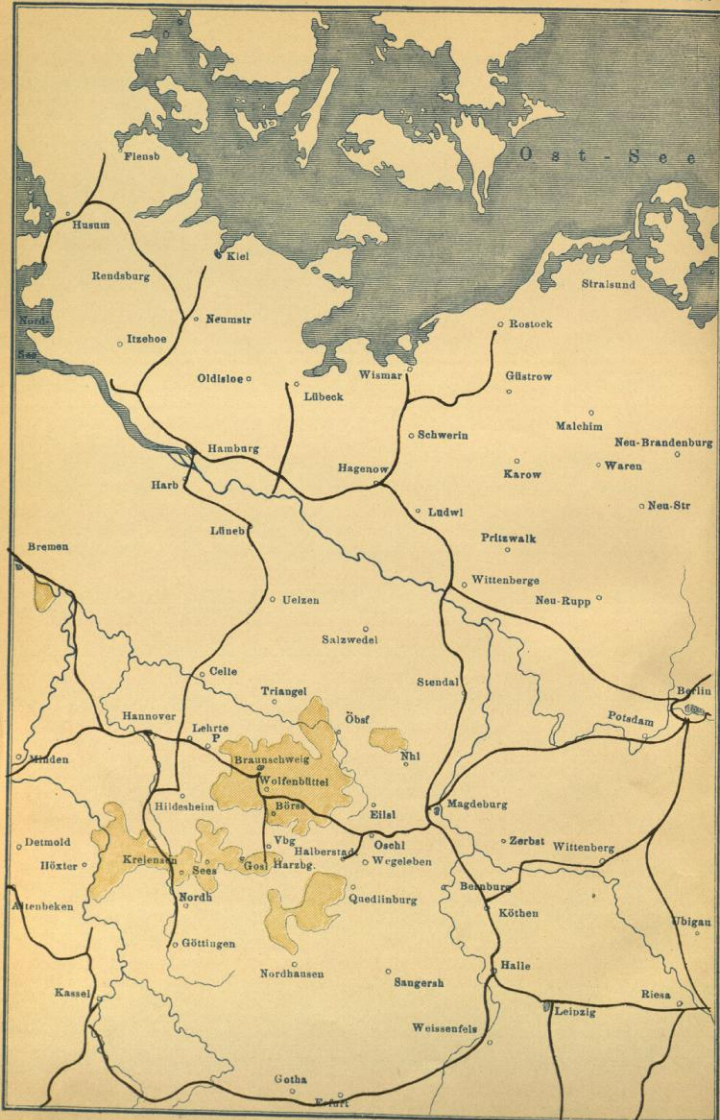 Ost-See
Flensb
Husum
Kiel
Rendsburg
Stralsund
Nord-
See
Neumstr
Rostock
Itzehoe
Oldisloe
Wismar
Güstrow
Lübeck
Malchim
Schwerin
Neu-Brandenburg
Hamburg
Hagenow
Karow
Waren
Harb
Neu-Str
Ludwl
Lüneb
Pritzwalk
Bremen
Wittenberge
Uelzen
Neu-Rupp
Salzwedel
Celle
Stendal
Triangel
Berlin
Hannover
Öbsf
Potsdam
Lehrte
P
Minden
Braunschweig
Nhl
Wolfenbüttel
Hildesheim
Börss
Eilsl
Magdeburg
Detmold
Vbg
Oschl
Zerbst
Wittenberg
Halberstad
Höxter
Kreiensen
Sees
Gosl
Harzbg.
Wegeleben
Bernburg
Altenbeken
Nordh
Quedlinburg
Köthen
Ubigau
Göttingen
Nordhausen
Halle
Sangersh
Kassel
Riesa
Leipzig
Weissenfels
Gotha
Erfurt